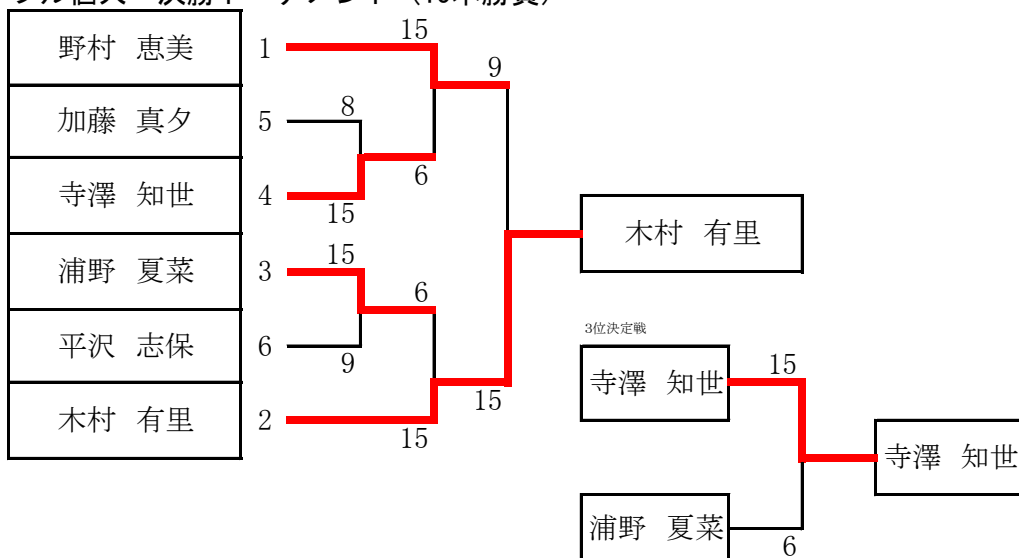 15
野村 恵美 1
9
8
加藤 真夕 5
6
寺澤 知世 4
15
木村 有里
15
浦野 夏菜 3
6
3位決定戦
平沢 志保 6
9
寺澤 知世
15
15
木村 有里 2
15
寺澤 知世
浦野 夏菜
6